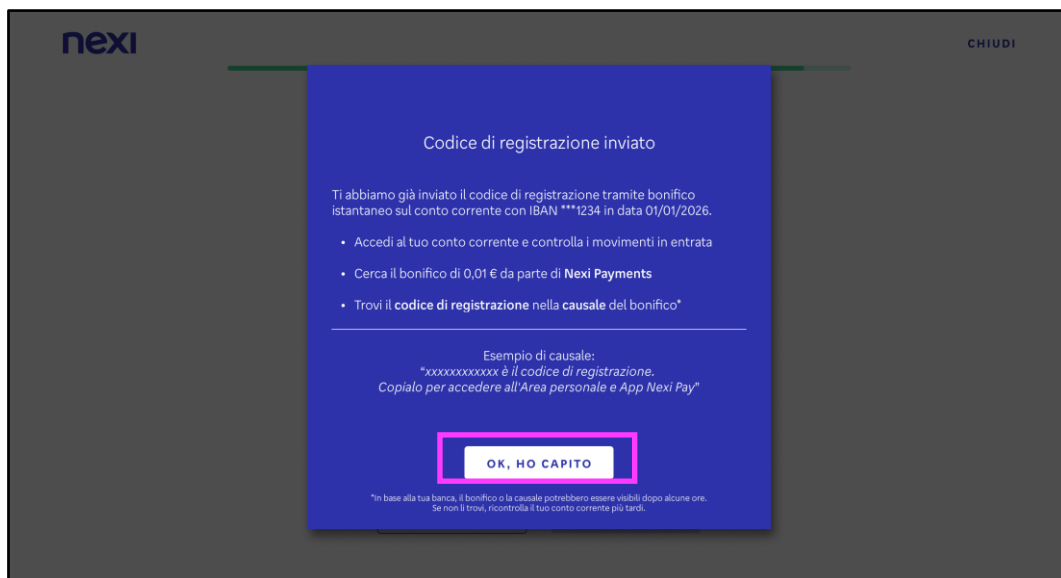 nexi
CHIUDI
Codice di registrazione inviato
Ti abbiamo già inviato il codice di registrazione tramite bonifico
istantaneo sul conto corrente con IBAN ***1234 in data 01/01/2026.
• Accedi al tuo conto corrente e controlla i movimenti in entrata
• Cerca il bonifico di 0,01 € da parte di Nexi Payments
• Trovi il codice di registrazione nella causale del bonifico*
Esempio di causale:
“xxxxxxxxxxxx è il codice di registrazione.
Copialo per accedere all'Area personale e App Nexi Pay”
OK, HO CAPITO
*In base alla tua banca, il bonifico o la causale potrebbero essere visibili dopo alcune ore.
Se non li trovi, ricontrolla il tuo conto corrente più tardi.